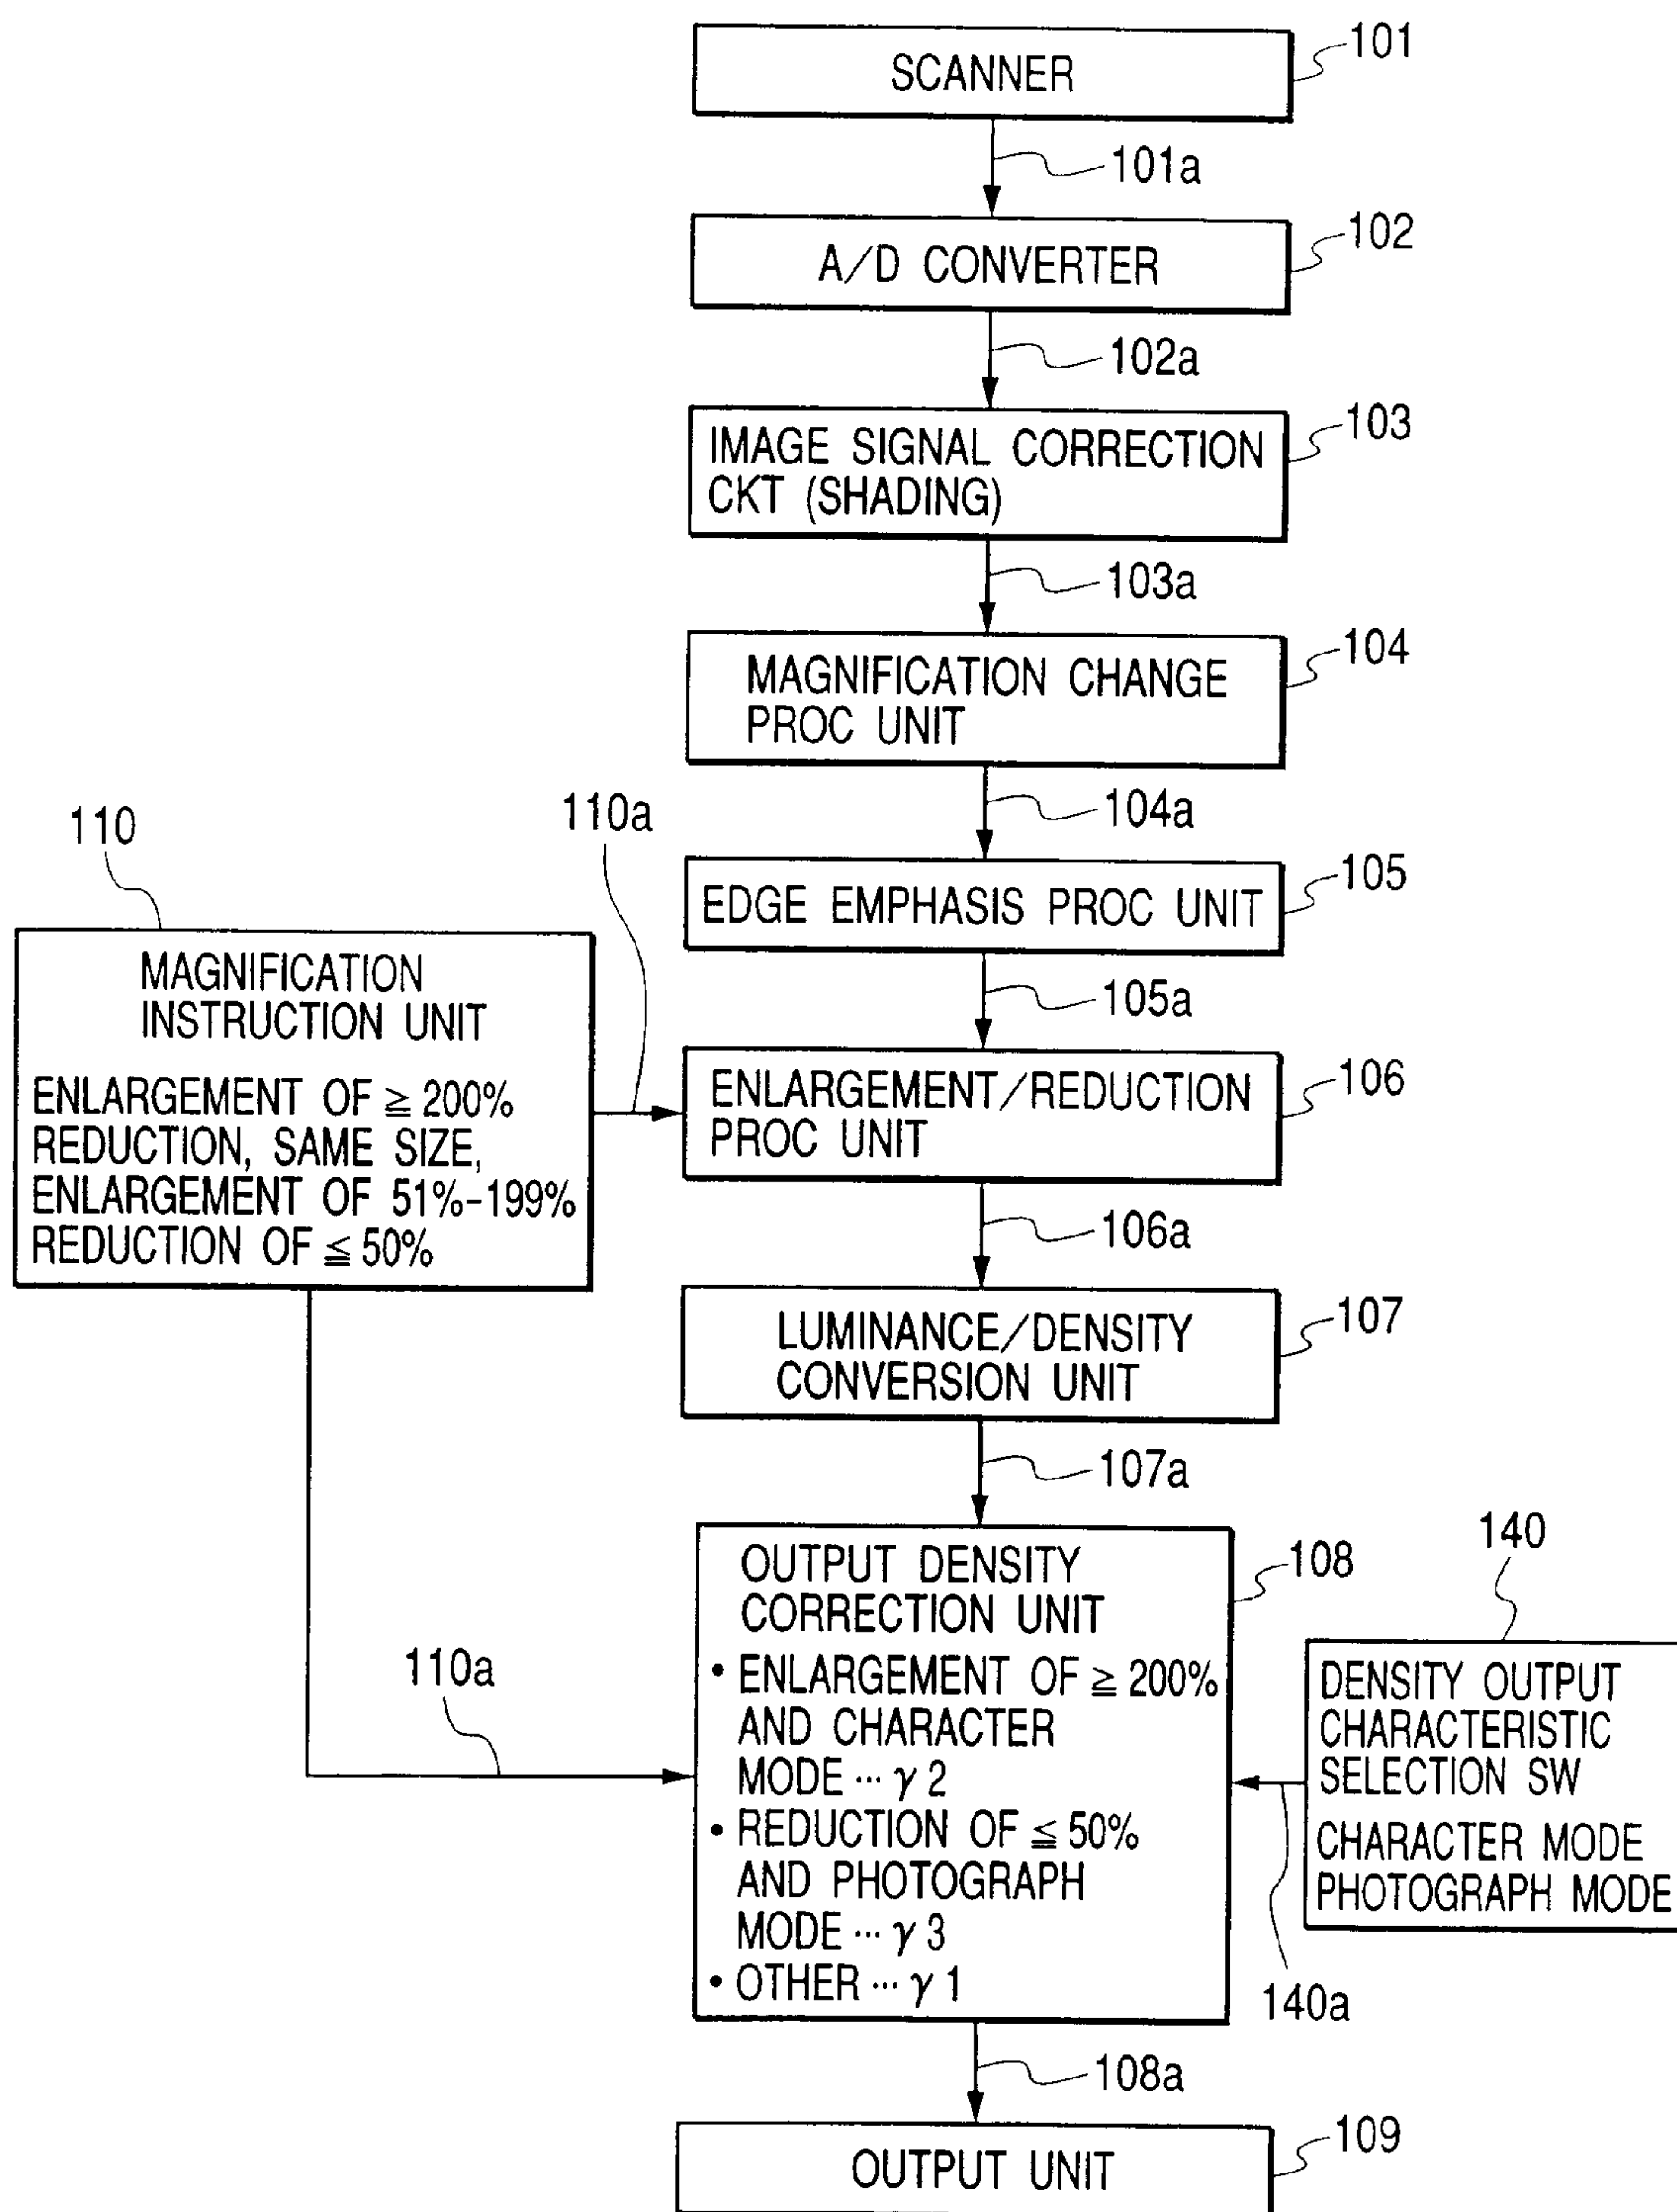 SCANNER
101
101a
A/D CONVERTER
102
102a
IMAGE SIGNAL CORRECTION
CKT (SHADING)
103
103a
MAGNIFICATION CHANGE
PROC UNIT
104
104a
EDGE EMPHASIS PROC UNIT
105
105a
110
110a
MAGNIFICATION
INSTRUCTION UNIT
ENLARGEMENT OF ≧ 200%
REDUCTION, SAME SIZE,
ENLARGEMENT OF 51%-199%
REDUCTION OF ≦ 50%
ENLARGEMENT/REDUCTION
PROC UNIT
106
106a
LUMINANCE/DENSITY
CONVERSION UNIT
107
107a
110a
OUTPUT DENSITY
CORRECTION UNIT
• ENLARGEMENT OF ≧ 200%
AND CHARACTER
MODE ··· γ 2
• REDUCTION OF ≦ 50%
AND PHOTOGRAPH
MODE ··· γ 3
• OTHER ··· γ 1
108
140
DENSITY OUTPUT
CHARACTERISTIC
SELECTION SW
CHARACTER MODE
PHOTOGRAPH MODE
140a
108a
OUTPUT UNIT
109